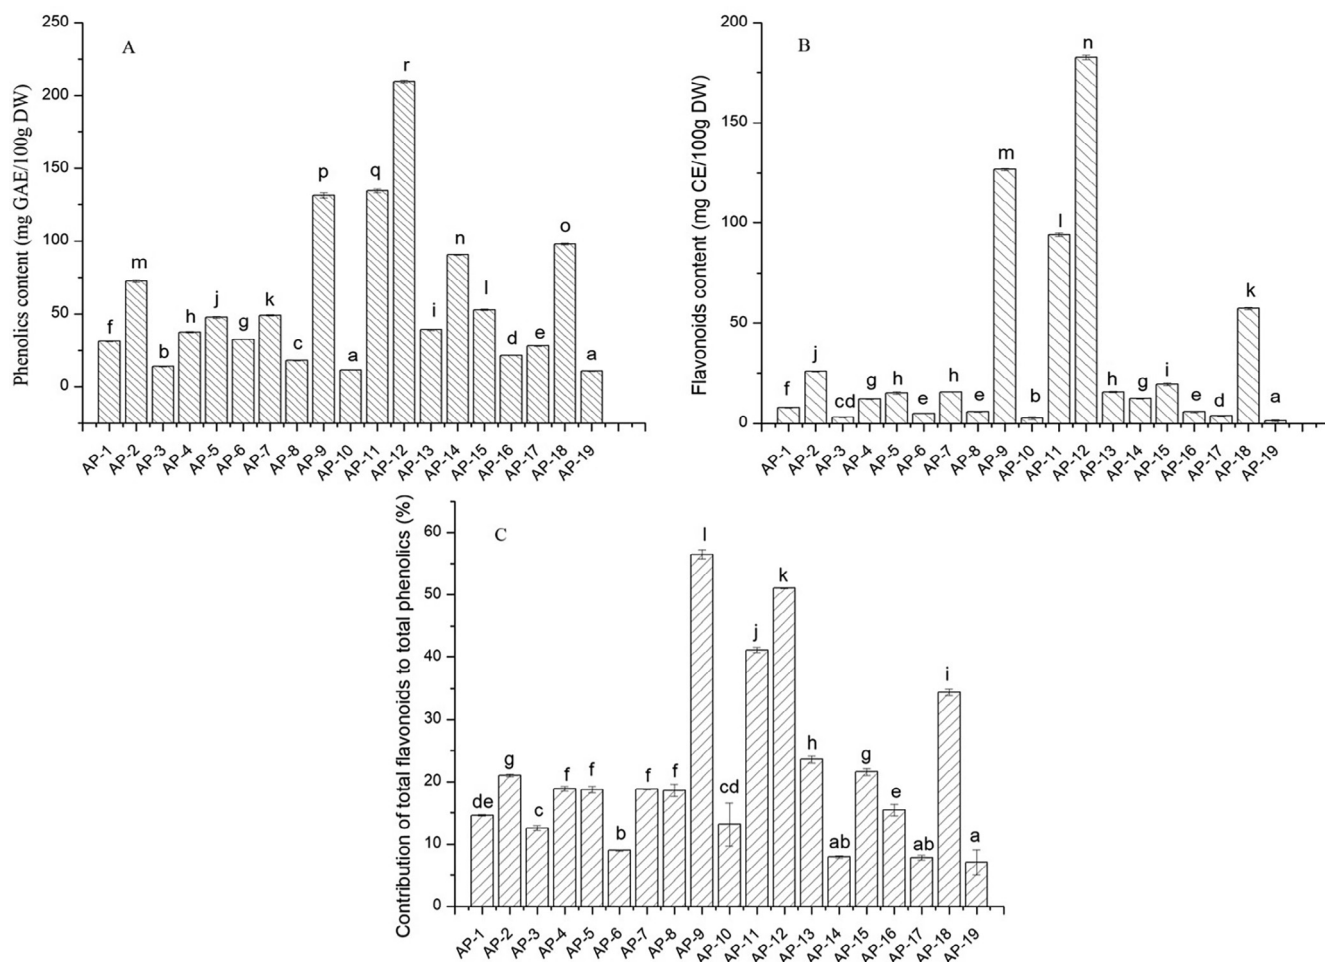 A
Phenolics content (mg GAE/100g DW)
250
200
150
100
50
0
f
m
b
h
j
g
k
c
p
a
q
r
i
n
l
d
e
o
a
AP-1
AP-2
AP-3
AP-4
AP-5
AP-6
AP-7
AP-8
AP-9
AP-10
AP-11
AP-12
AP-13
AP-14
AP-15
AP-16
AP-17
AP-18
AP-19
B
Flavonoids content (mg CE/100g DW)
200
150
100
50
0
f
j
cd
g
h
e
h
e
m
b
l
n
h
g
i
e
d
k
a
AP-1
AP-2
AP-3
AP-4
AP-5
AP-6
AP-7
AP-8
AP-9
AP-10
AP-11
AP-12
AP-13
AP-14
AP-15
AP-16
AP-17
AP-18
AP-19
C
Contribution of total flavonoids to total phenolics (%)
60
50
40
30
20
10
0
de
g
c
f
f
b
f
f
l
cd
j
k
h
ab
g
e
ab
i
a
AP-1
AP-2
AP-3
AP-4
AP-5
AP-6
AP-7
AP-8
AP-9
AP-10
AP-11
AP-12
AP-13
AP-14
AP-15
AP-16
AP-17
AP-18
AP-19